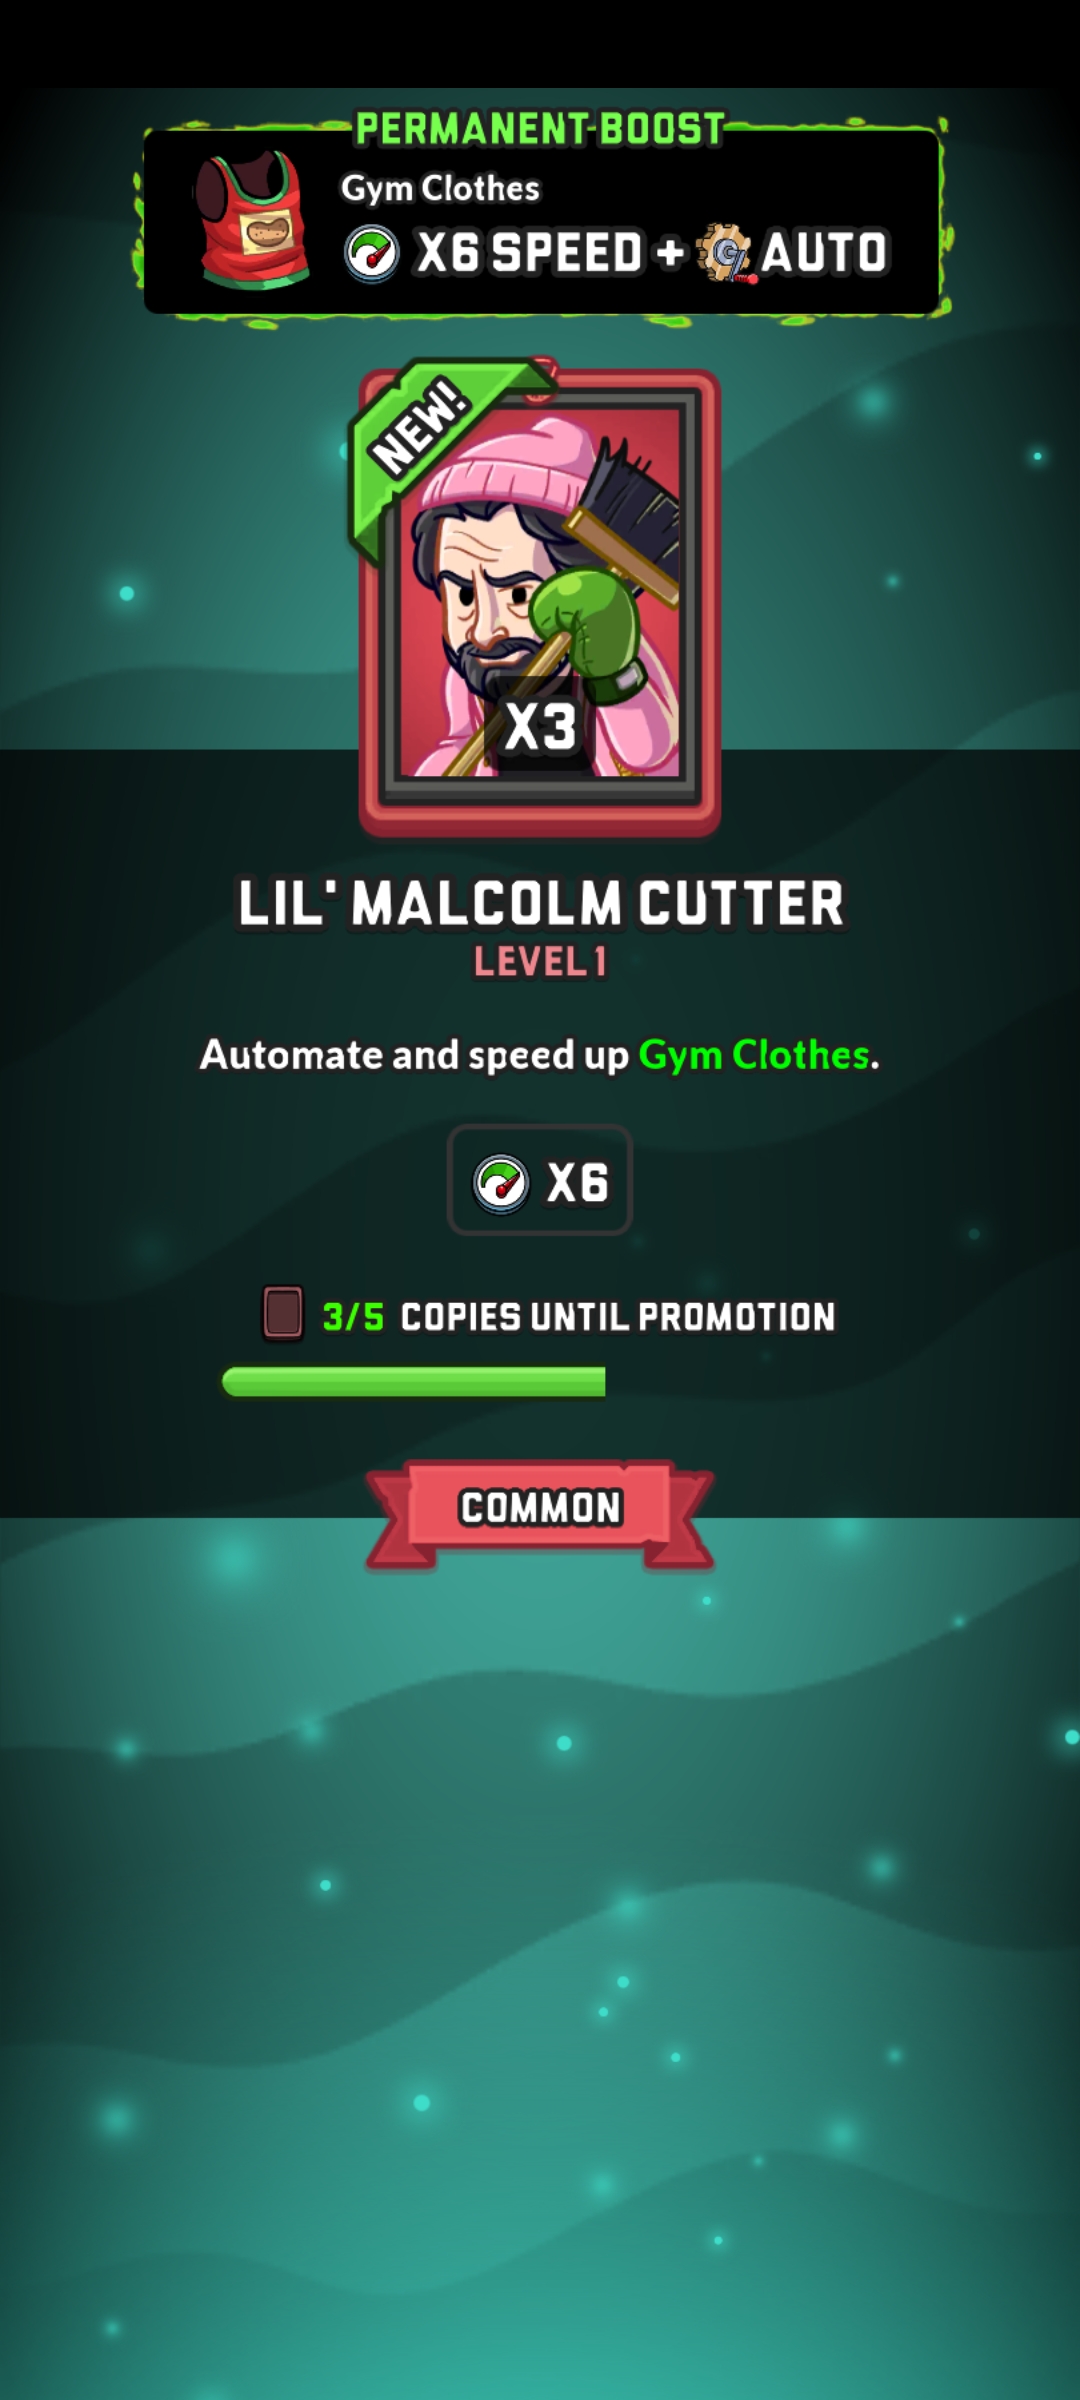 PERMANENT BOOST
Gym Clothes
X6 SPEED + AUTO
NEW!
X3
LIL' MALCOLM CUTTER
LEVEL 1
Automate and speed up Gym Clothes.
X6
3/5 COPIES UNTIL PROMOTION
COMMON